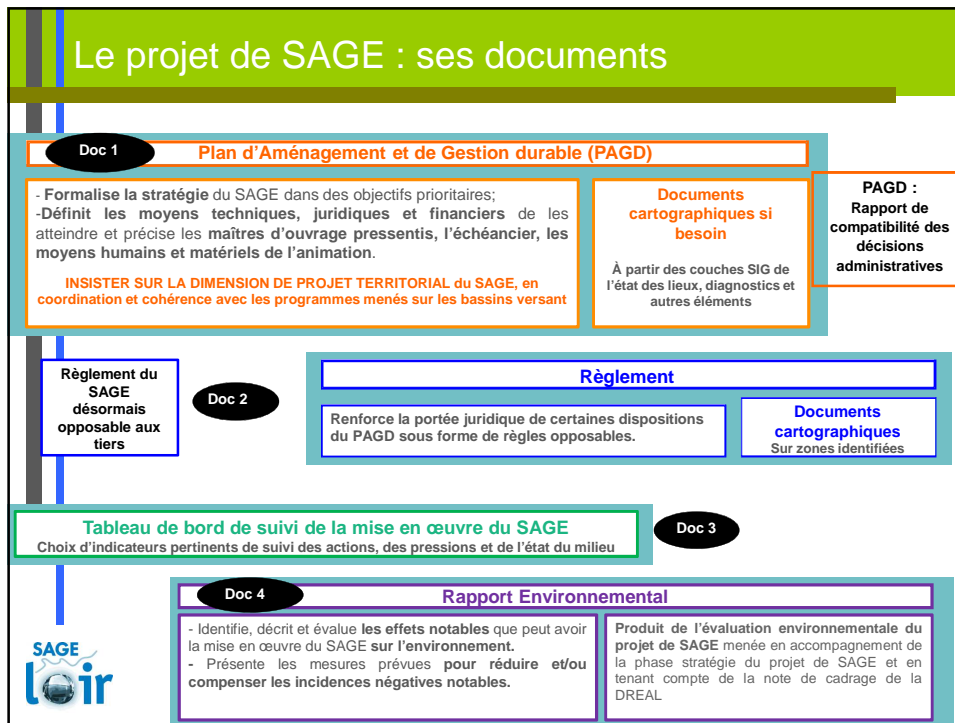 Le projet de SAGE : ses documents
Doc 1
Plan d'Aménagement et de Gestion durable (PAGD)
- Formalise la stratégie du SAGE dans des objectifs prioritaires;
-Définit les moyens techniques, juridiques et financiers de les
atteindre et précise les maîtres d'ouvrage pressentis, l'échéancier, les
moyens humains et matériels de l'animation.
INSISTER SUR LA DIMENSION DE PROJET TERRITORIAL du SAGE, en
coordination et cohérence avec les programmes menés sur les bassins versant
Documents
cartographiques si
besoin
À partir des couches SIG de
l'état des lieux, diagnostics et
autres éléments
PAGD :
Rapport de
compatibilité des
décisions
administratives
Règlement du
SAGE
désormais
opposable aux
tiers
Doc 2
Règlement
Renforce la portée juridique de certaines dispositions
du PAGD sous forme de règles opposables.
Documents
cartographiques
Sur zones identifiées
Tableau de bord de suivi de la mise en œuvre du SAGE
Choix d'indicateurs pertinents de suivi des actions, des pressions et de l'état du milieu
Doc 3
Doc 4
Rapport Environnemental
- Identifie, décrit et évalue les effets notables que peut avoir
la mise en œuvre du SAGE sur l'environnement.
- Présente les mesures prévues pour réduire et/ou
compenser les incidences négatives notables.
Produit de l'évaluation environnementale du
projet de SAGE menée en accompagnement de
la phase stratégie du projet de SAGE et en
tenant compte de la note de cadrage de la
DREAL
SAGE
Loir